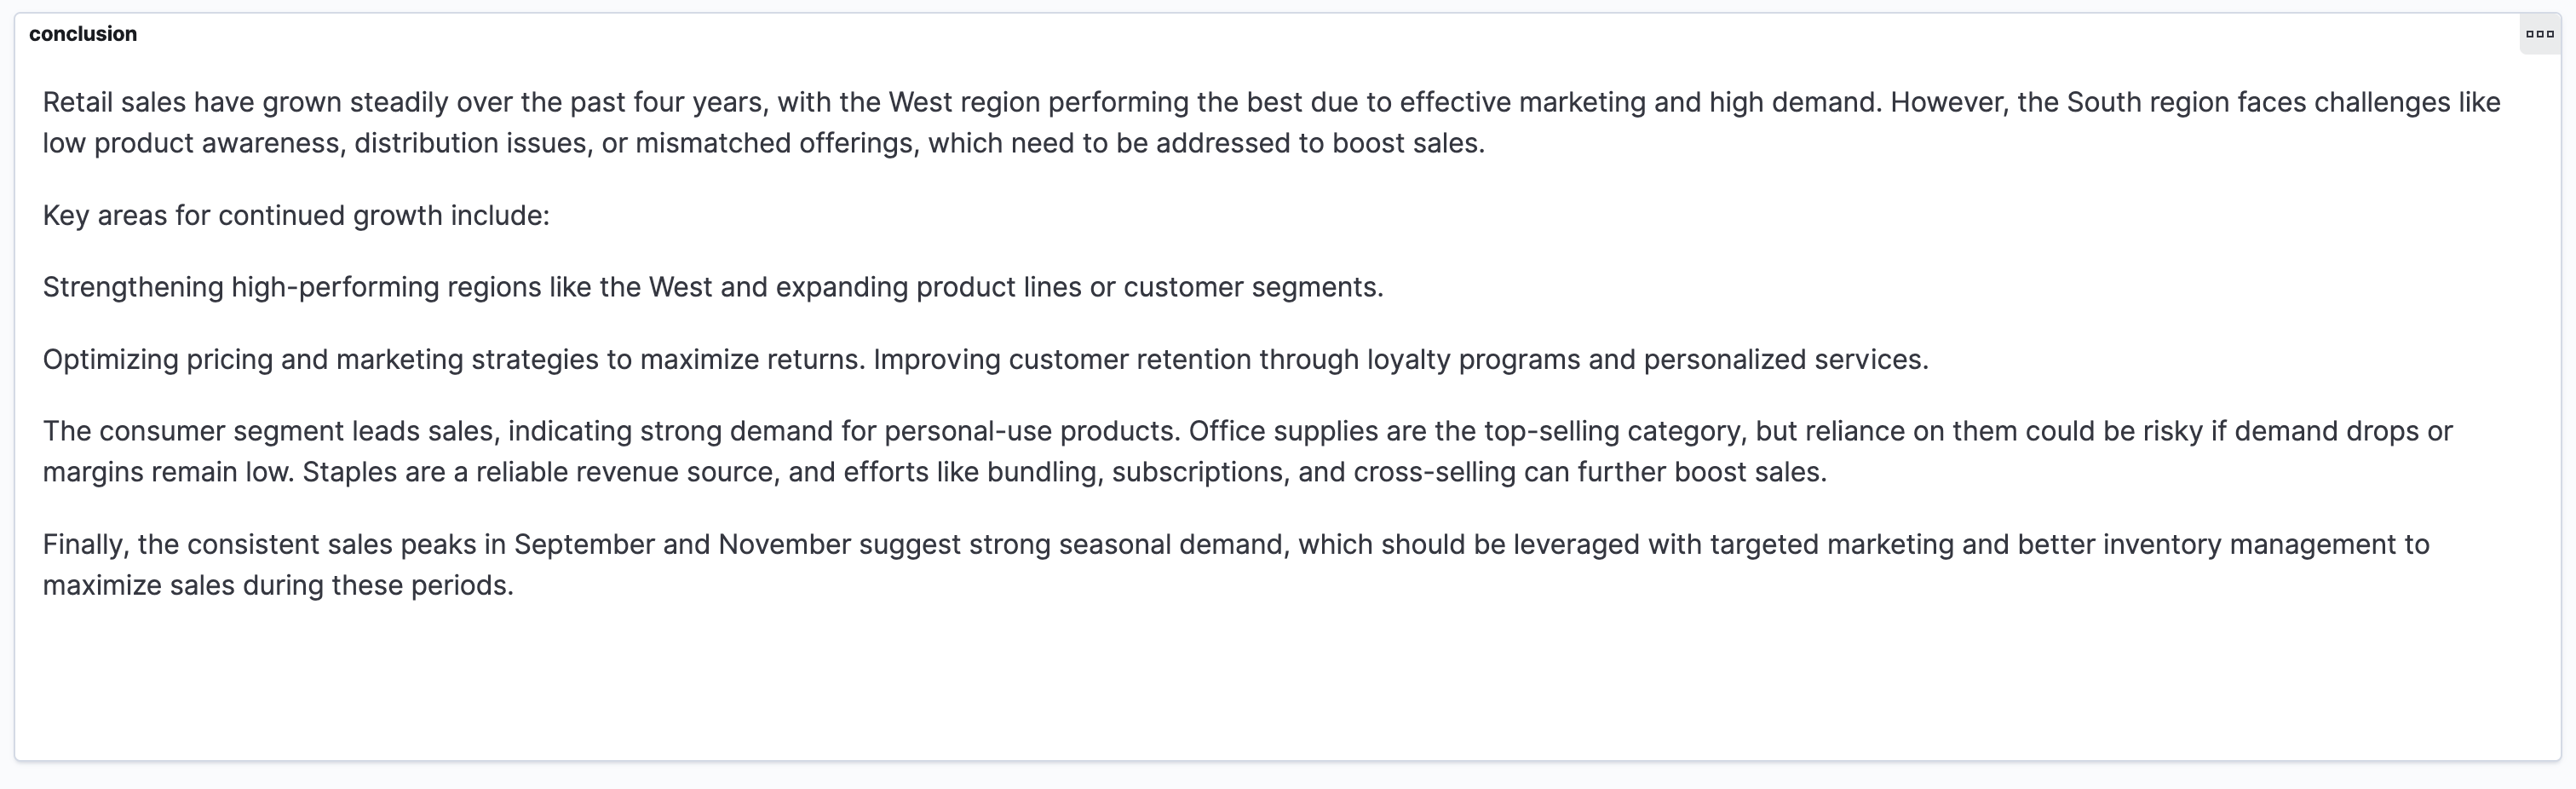 conclusion
Retail sales have grown steadily over the past four years, with the West region performing the best due to effective marketing and high demand. However, the South region faces challenges like
low product awareness, distribution issues, or mismatched offerings, which need to be addressed to boost sales.
Key areas for continued growth include:
Strengthening high-performing regions like the West and expanding product lines or customer segments.
Optimizing pricing and marketing strategies to maximize returns. Improving customer retention through loyalty programs and personalized services.
The consumer segment leads sales, indicating strong demand for personal-use products. Office supplies are the top-selling category, but reliance on them could be risky if demand drops or
margins remain low. Staples are a reliable revenue source, and efforts like bundling, subscriptions, and cross-selling can further boost sales.
Finally, the consistent sales peaks in September and November suggest strong seasonal demand, which should be leveraged with targeted marketing and better inventory management to
maximize sales during these periods.